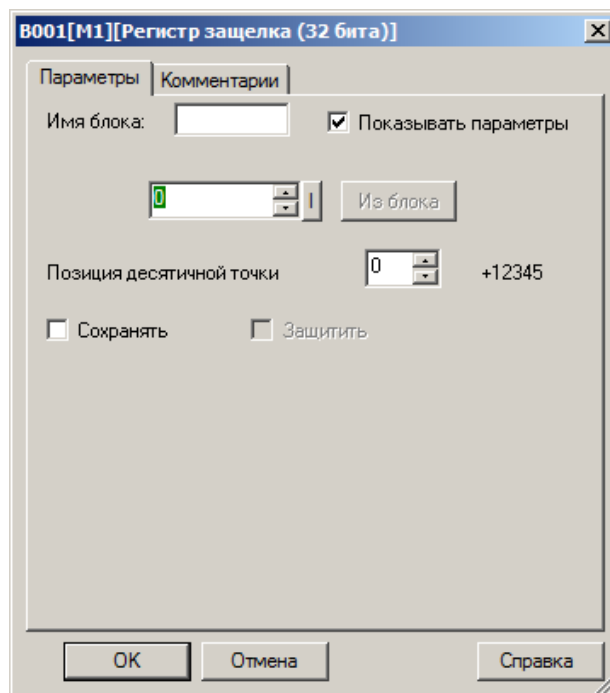 B001[M1][Регистр защелка (32 бита)]
Параметры Комментарии
Имя блока: Показывать параметры
0 I Из блока
Позиция десятичной точки 0 +12345
Сохранять Защитить
OK Отмена Справка